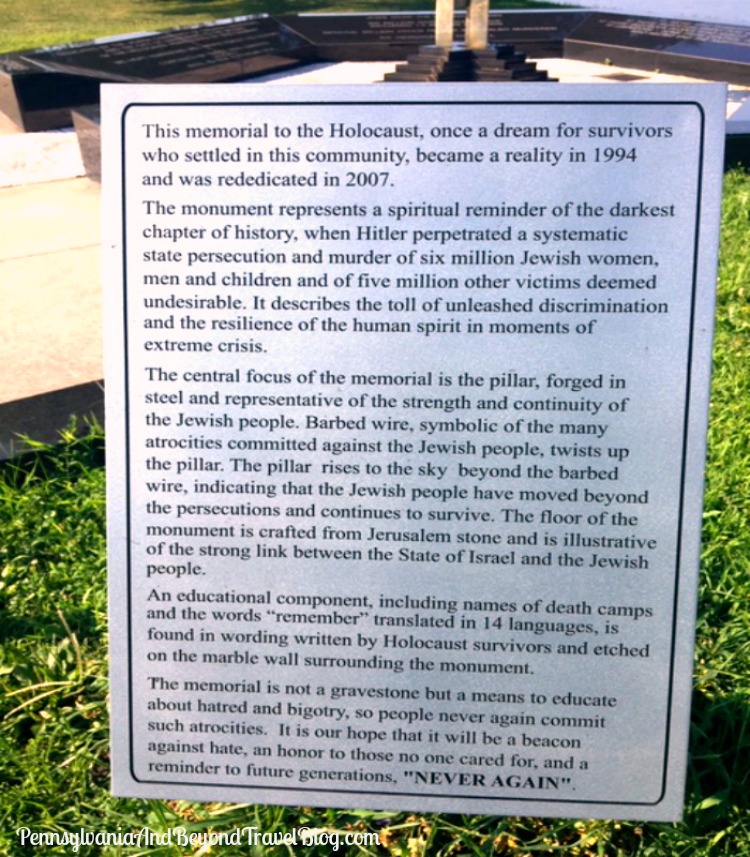 This memorial to the Holocaust, once a dream for survivors
who settled in this community, became a reality in 1994
and was rededicated in 2007.
The monument represents a spiritual reminder of the darkest
chapter of history, when Hitler perpetrated a systematic
state persecution and murder of six million Jewish women,
men and children and of five million other victims deemed
undesirable. It describes the toll of unleashed discrimination
and the resilience of the human spirit in moments of
extreme crisis.
The central focus of the memorial is the pillar, forged in
steel and representative of the strength and continuity of
the Jewish people. Barbed wire, symbolic of the many
atrocities committed against the Jewish people, twists up
the pillar. The pillar rises to the sky beyond the barbed
wire, indicating that the Jewish people have moved beyond
the persecutions and continues to survive. The floor of the
monument is crafted from Jerusalem stone and is illustrative
of the strong link between the State of Israel and the Jewish
people.
An educational component, including names of death camps
and the words “remember” translated in 14 languages, is
found in wording written by Holocaust survivors and etched
on the marble wall surrounding the monument.
The memorial is not a gravestone but a means to educate
about hatred and bigotry, so people never again commit
such atrocities. It is our hope that it will be a beacon
against hate, an honor to those no one cared for, and a
reminder to future generations, "NEVER AGAIN".
PennsylvaniaAndBeyondTravelBlog.com